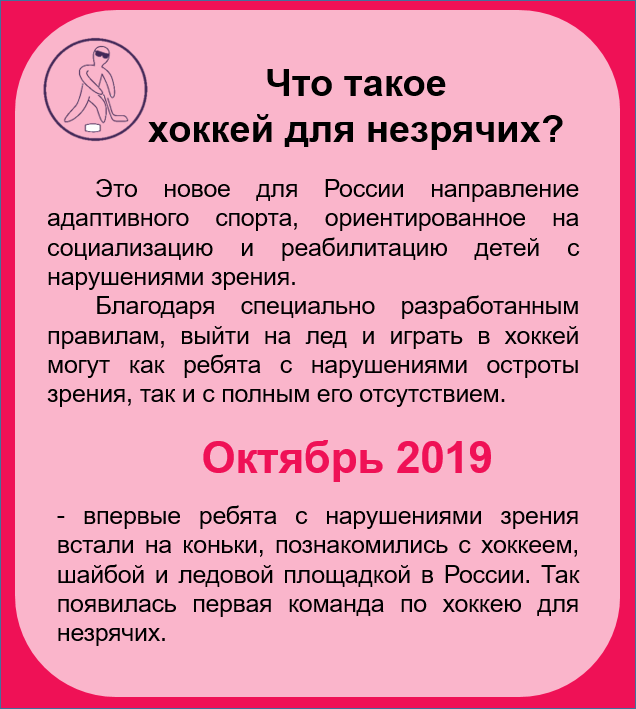 Что такое
хоккей для незрячих?
Это новое для России направление
адаптивного спорта, ориентированное на
социализацию и реабилитацию детей с
нарушениями зрения.
Благодаря специально разработанным
правилам, выйти на лед и играть в хоккей
могут как ребята с нарушениями остроты
зрения, так и с полным его отсутствием.
Октябрь 2019
- впервые ребята с нарушениями зрения
встали на коньки, познакомились с хоккеем,
шайбой и ледовой площадкой в России. Так
появилась первая команда по хоккею для
незрячих.